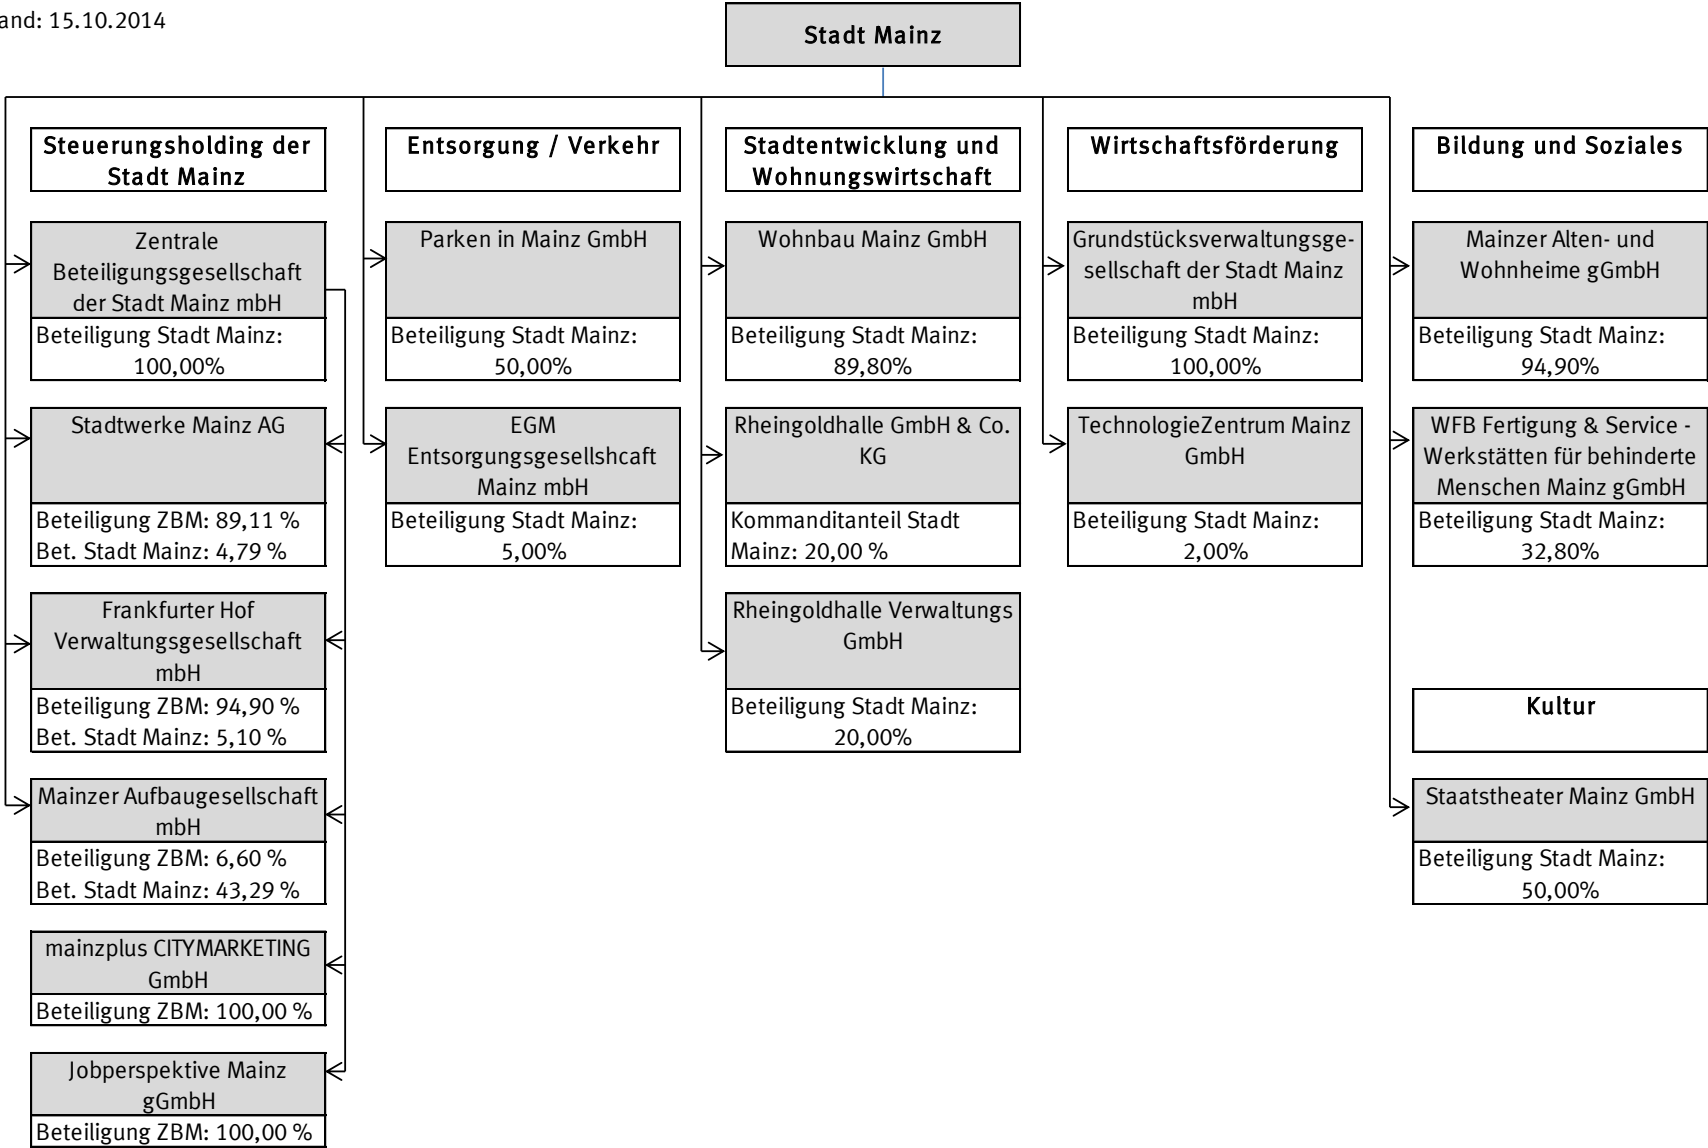 and: 15.10.2014
Stadt Mainz
Steuerungsholding der
Stadt Mainz
Zentrale
Beteiligungsgesellschaft
der Stadt Mainz mbH
Beteiligung Stadt Mainz:
100,00%
Stadtwerke Mainz AG
Beteiligung ZBM: 89,11 %
Bet. Stadt Mainz: 4,79 %
Frankfurter Hof
Verwaltungsgesellschaft
mbH
Beteiligung ZBM: 94,90 %
Bet. Stadt Mainz: 5,10 %
Mainzer Aufbaugesellschaft
mbH
Beteiligung ZBM: 6,60 %
Bet. Stadt Mainz: 43,29 %
mainzplus CITYMARKETING
GmbH
Beteiligung ZBM: 100,00 %
Jobperspektive Mainz
gGmbH
Beteiligung ZBM: 100,00 %
Entsorgung / Verkehr
Parken in Mainz GmbH
Beteiligung Stadt Mainz:
50,00%
EGM
Entsorgungsgesellshcaft
Mainz mbH
Beteiligung Stadt Mainz:
5,00%
Stadtentwicklung und
Wohnungswirtschaft
Wohnbau Mainz GmbH
Beteiligung Stadt Mainz:
89,80%
Rheingoldhalle GmbH & Co.
KG
Kommanditanteil Stadt
Mainz: 20,00 %
Rheingoldhalle Verwaltungs
GmbH
Beteiligung Stadt Mainz:
20,00%
Wirtschaftsförderung
Grundstücksverwaltungsge-
sellschaft der Stadt Mainz
mbH
Beteiligung Stadt Mainz:
100,00%
TechnologieZentrum Mainz
GmbH
Beteiligung Stadt Mainz:
2,00%
Bildung und Soziales
Mainzer Alten- und
Wohnheime gGmbH
Beteiligung Stadt Mainz:
94,90%
WFB Fertigung & Service -
Werkstätten für behinderte
Menschen Mainz gGmbH
Beteiligung Stadt Mainz:
32,80%
Kultur
Staatstheater Mainz GmbH
Beteiligung Stadt Mainz:
50,00%